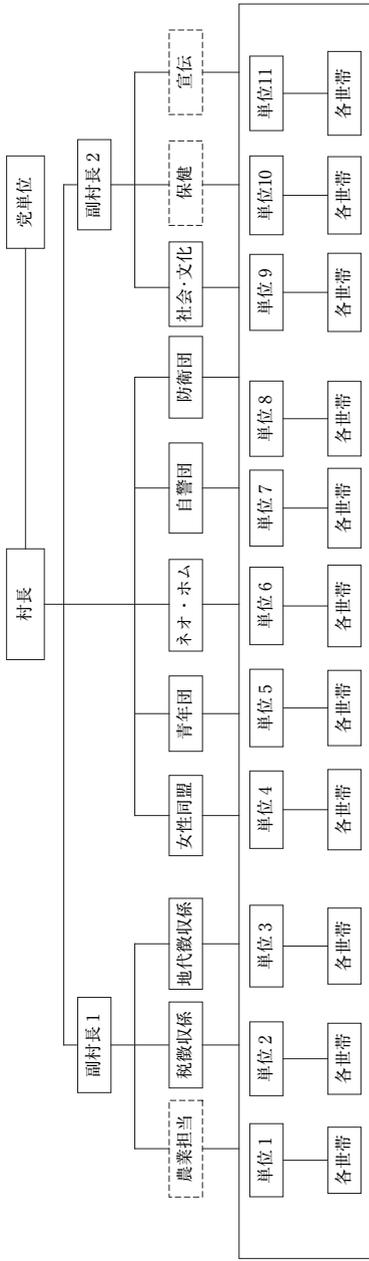 村長
党単位
副村長1
副村長2
農業担当
税徴収係
地代徴収係
女性同盟
青年団
ネオ・ホム
自警団
防衛団
社会・文化
保健
宣伝
単位1
単位2
単位3
単位4
単位5
単位6
単位7
単位8
単位9
単位10
単位11
各世帯
各世帯
各世帯
各世帯
各世帯
各世帯
各世帯
各世帯
各世帯
各世帯
各世帯